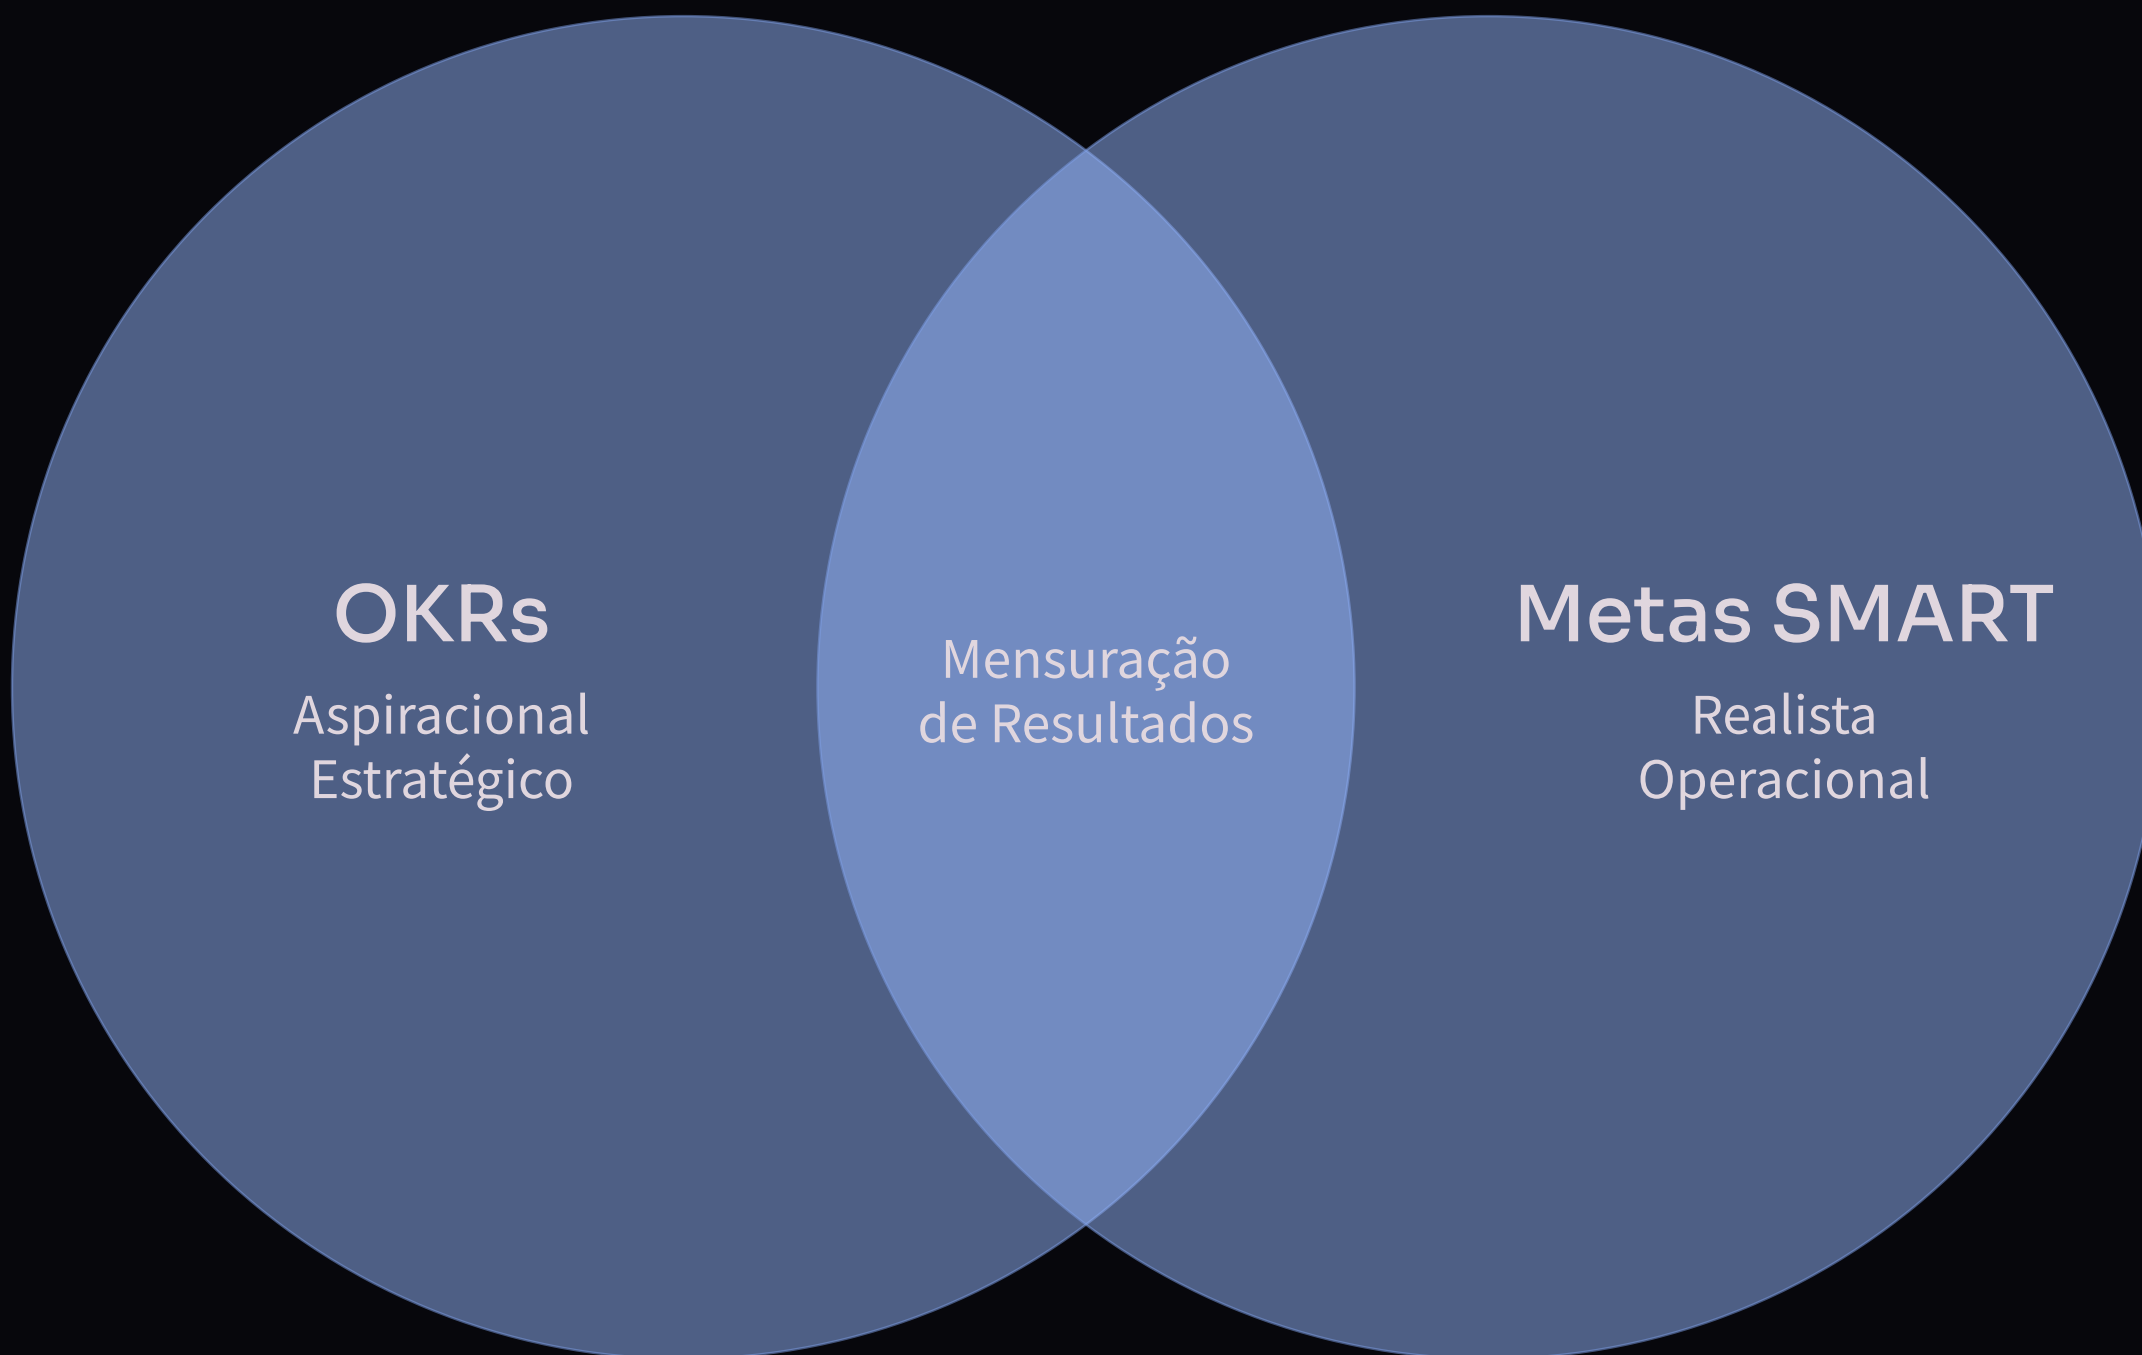 OKRs
Aspiracional
Estratégico
Mensuração
de Resultados
Metas SMART
Realista
Operacional